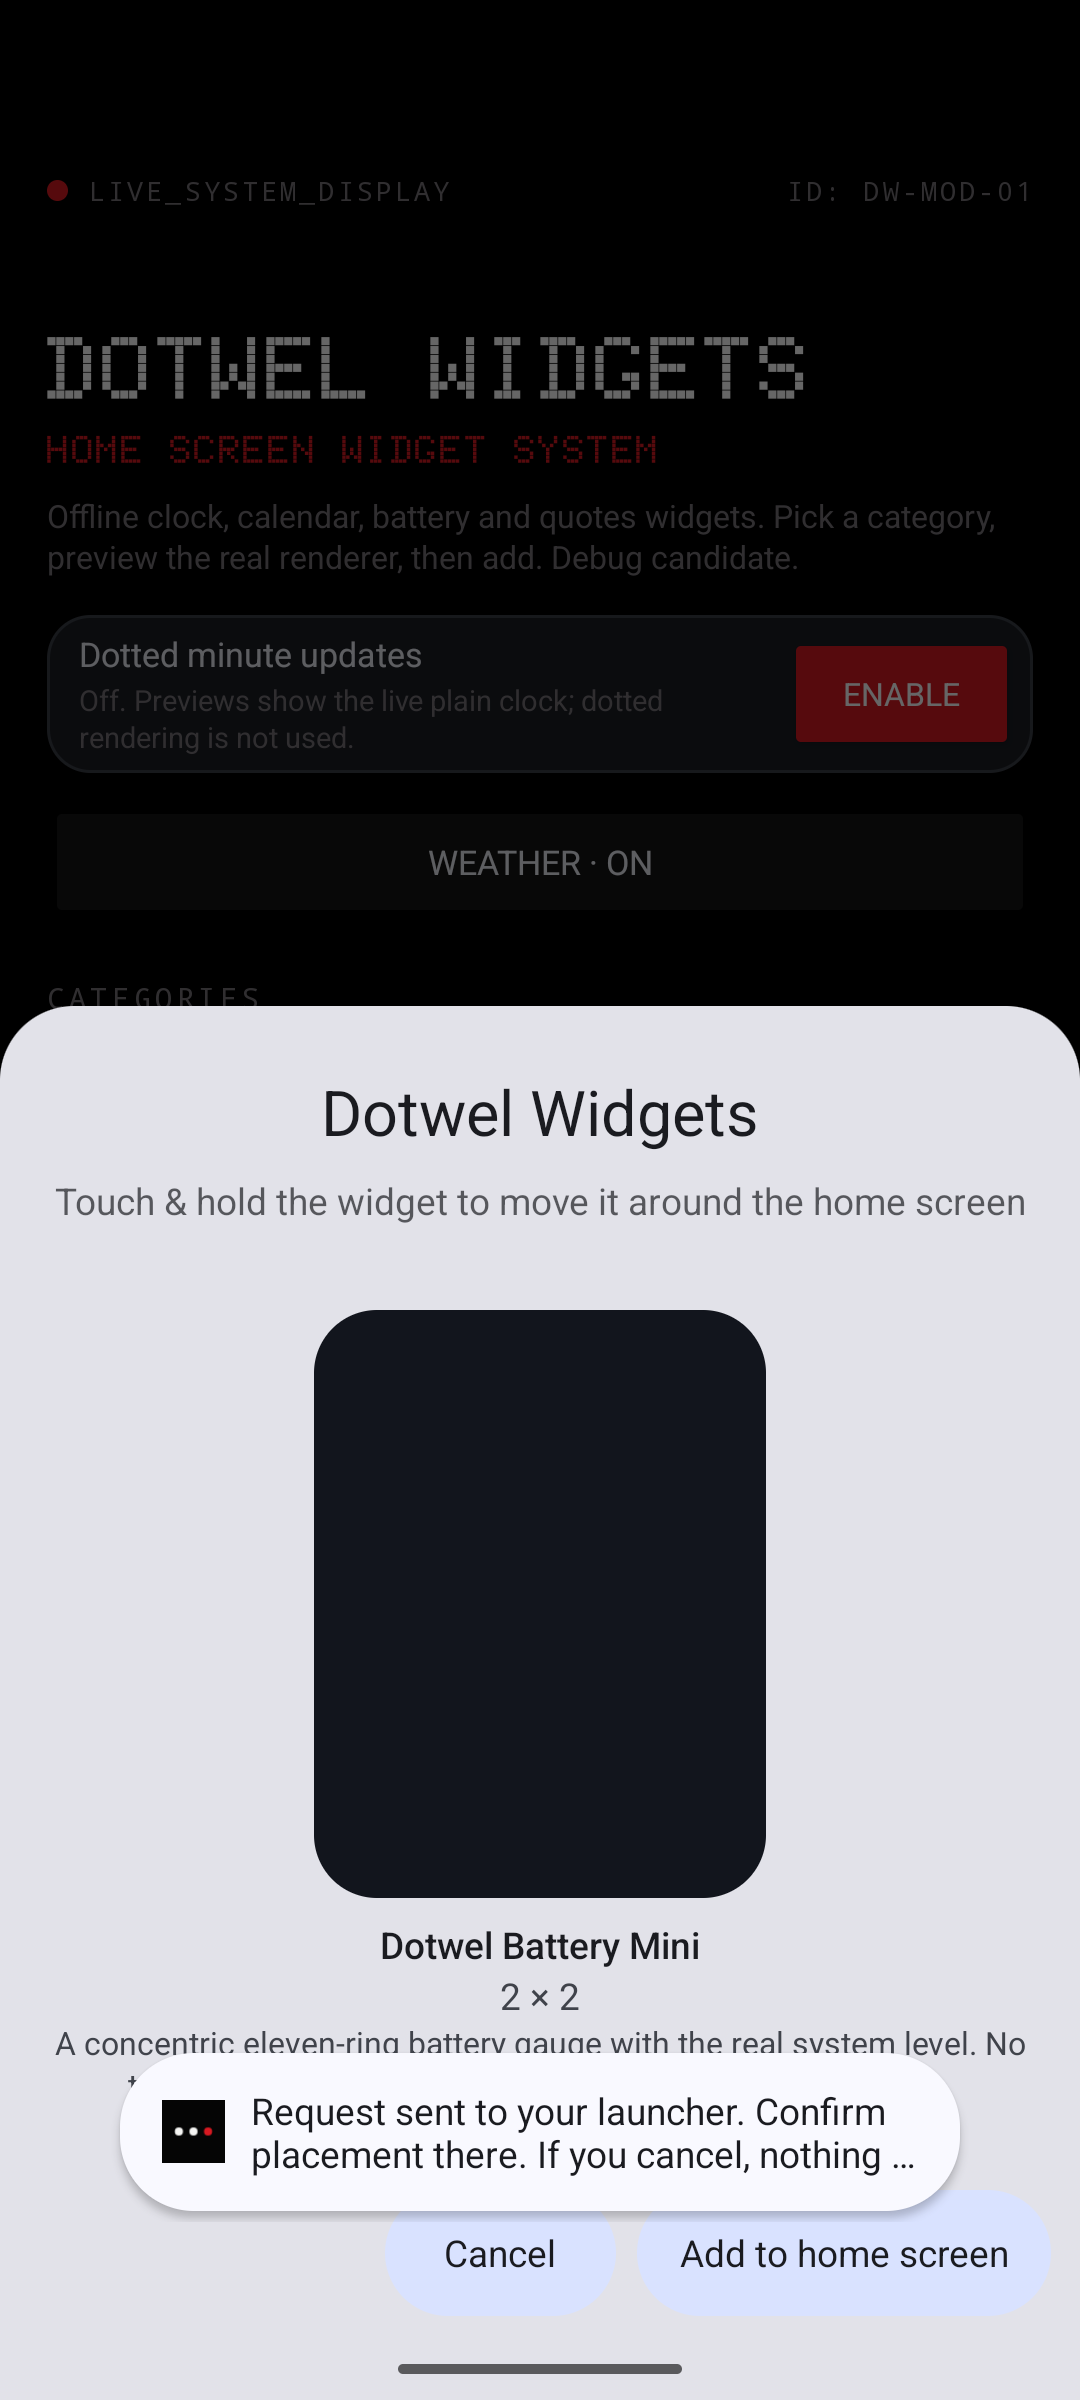 LIVE_SYSTEM_DISPLAY
ID: DW-MOD-01
DOTWEL WIDGETS
HOME SCREEN WIDGET SYSTEM
Offline clock, calendar, battery and quotes widgets. Pick a category,
preview the real renderer, then add. Debug candidate.
Dotted minute updates
Off. Previews show the live plain clock; dotted
rendering is not used.
ENABLE
WEATHER · ON
CATEGORIES
Dotwel Widgets
Touch & hold the widget to move it around the home screen
Dotwel Battery Mini
2 × 2
A concentric eleven-ring battery gauge with the real system level. No
Request sent to your launcher. Confirm
placement there. If you cancel, nothing …
Cancel
Add to home screen